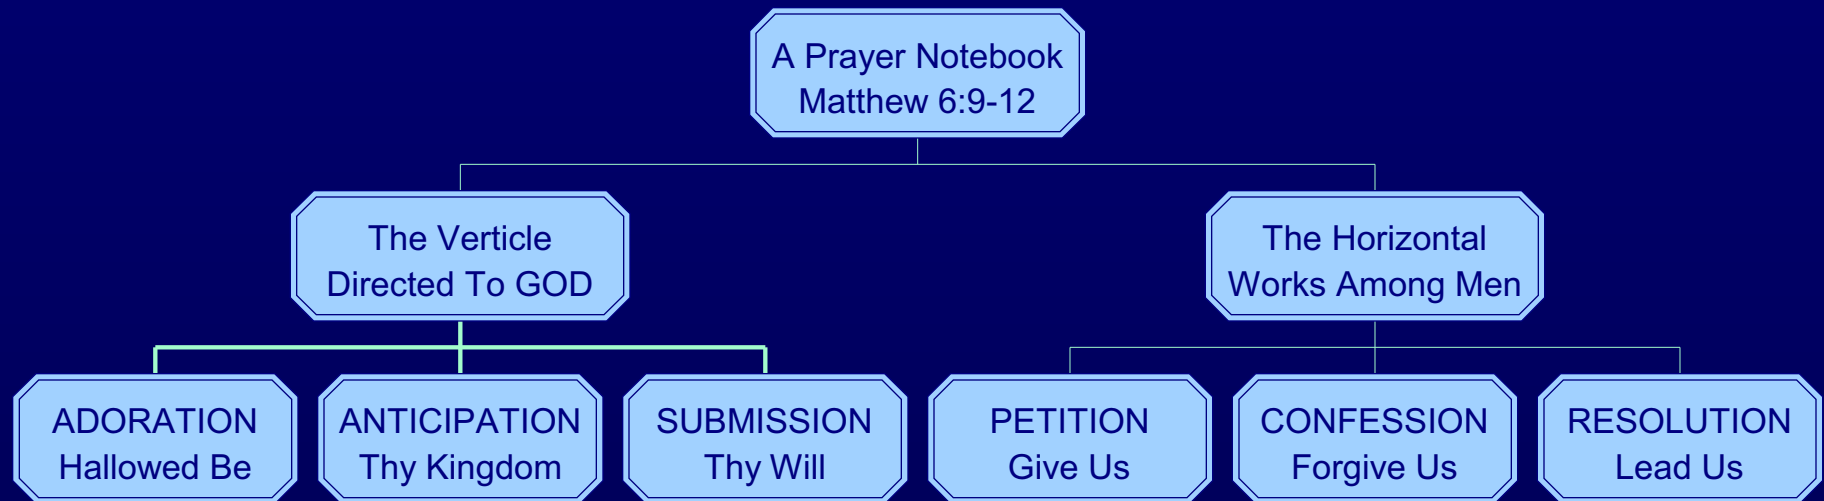 A Prayer Notebook
Matthew 6:9-12
The Verticle
Directed To GOD
The Horizontal
Works Among Men
ADORATION
Hallowed Be
ANTICIPATION
Thy Kingdom
SUBMISSION
Thy Will
PETITION
Give Us
CONFESSION
Forgive Us
RESOLUTION
Lead Us